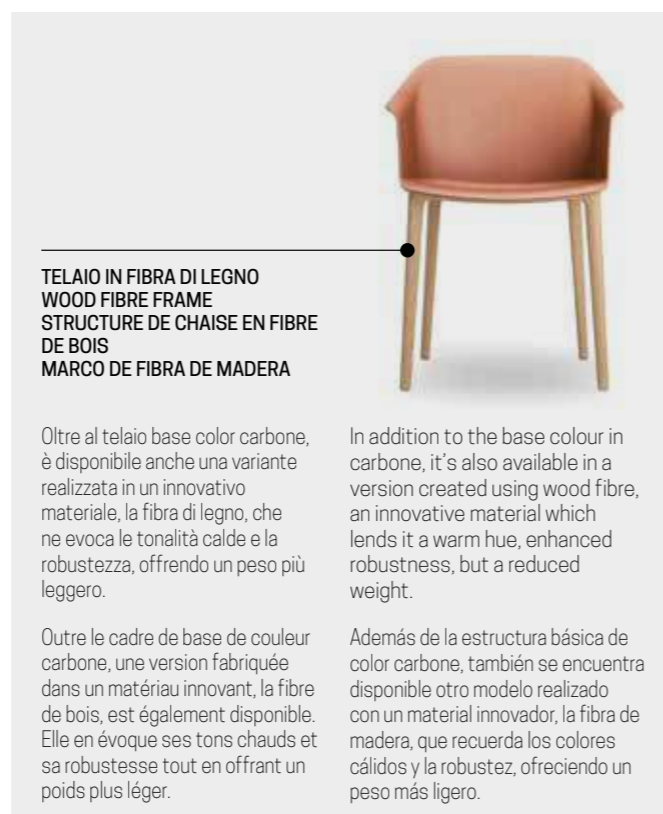 TELAIO IN FIBRA DI LEGNO
WOOD FIBRE FRAME
STRUCTURE DE CHAISE EN FIBRE
DE BOIS
MARCO DE FIBRA DE MADERA
Oltre al telaio base color carbone,
è disponibile anche una variante
realizzata in un innovativo
materiale, la fibra di legno, che
ne evoca le tonalità calde e la
robustezza, offrendo un peso più
leggero.
In addition to the base colour in
carbone, it's also available in a
version created using wood fibre,
an innovative material which
lends it a warm hue, enhanced
robustness, but a reduced
weight.
Outre le cadre de base de couleur
carbone, une version fabriquée
dans un matériau innovant, la fibre
de bois, est également disponible.
Elle en évoque ses tons chauds et
sa robustesse tout en offrant un
poids plus léger.
Además de la estructura básica de
color carbone, también se encuentra
disponible otro modelo realizado
con un material innovador, la fibra de
madera, que recuerda los colores
cálidos y la robustez, ofreciendo un
peso más ligero.